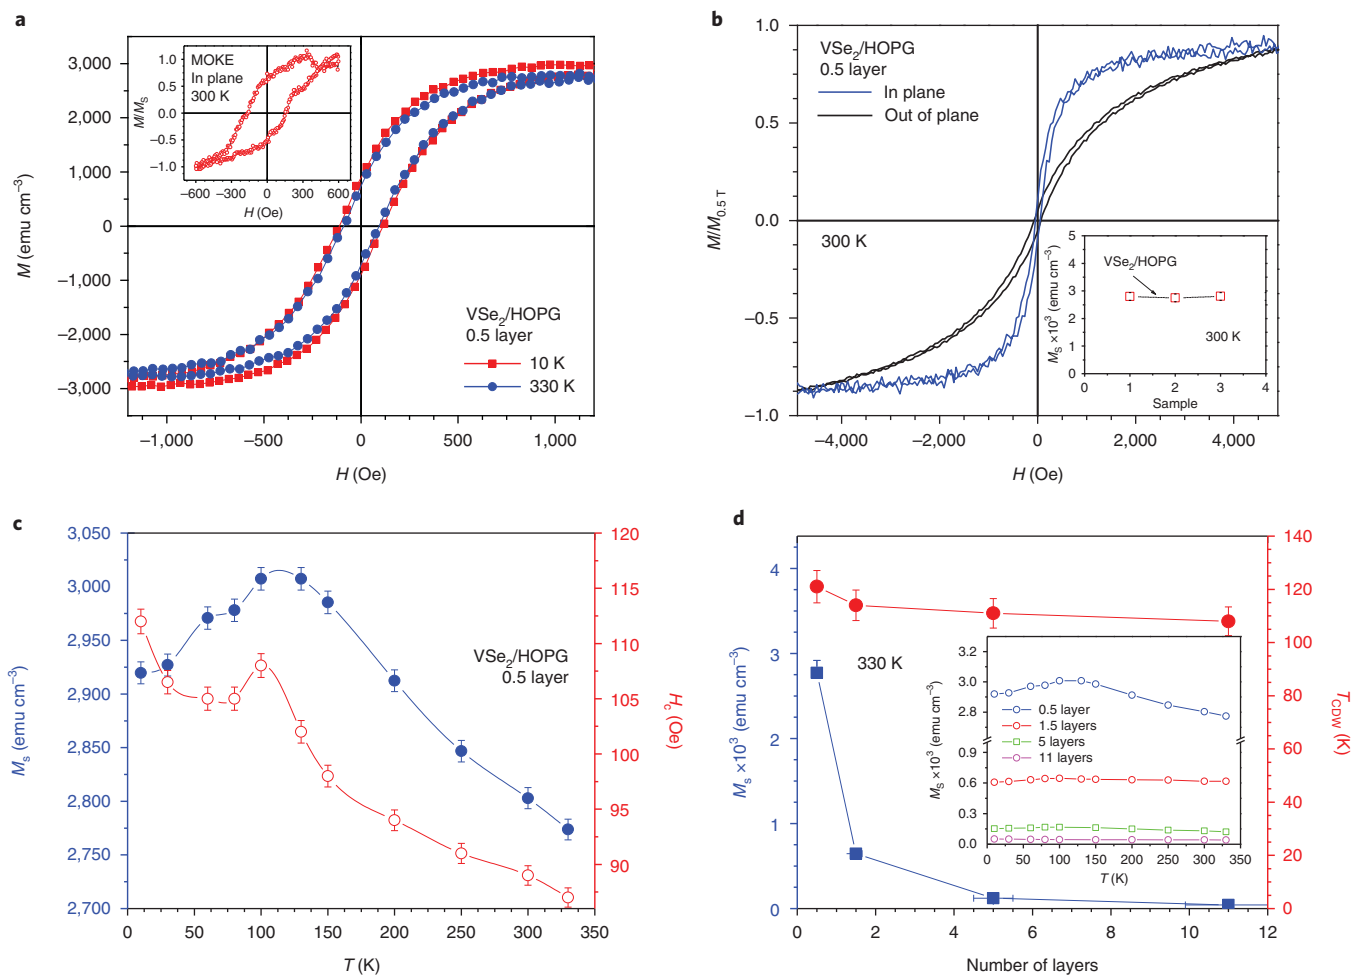 a
3,000
2,000
1,000
0
−1,000
−2,000
−3,000
M (emu cm−3)
−1,000
−500
0
500
1,000
H (Oe)
MOKE
In plane
300 K
1.0
0.5
0.0
−0.5
−1.0
M/MS
−600
−300
0
300
600
H (Oe)
VSe2/HOPG
0.5 layer
10 K
330 K
b
1.0
0.5
0.0
−0.5
−1.0
M/M0.5 T
−4,000
−2,000
0
2,000
4,000
H (Oe)
VSe2/HOPG
0.5 layer
In plane
Out of plane
300 K
5
4
3
2
1
0
MS ×10³ (emu cm−3)
VSe2/HOPG
300 K
0
1
2
3
4
Sample
c
3,050
3,000
2,950
2,900
2,850
2,800
2,750
2,700
Ms (emu cm−3)
0
50
100
150
200
250
300
350
T (K)
120
115
110
105
100
95
90
Hc (Oe)
VSe2/HOPG
0.5 layer
d
4
3
2
1
0
Ms ×10³ (emu cm−3)
0
2
4
6
8
10
12
Number of layers
140
120
100
80
60
40
20
0
TCDW (K)
330 K
3.2
3.0
2.8
0.9
0.6
0.3
0.0
Ms ×10³ (emu cm−3)
0.5 layer
1.5 layers
5 layers
11 layers
0
50
100
150
200
250
300
350
T (K)